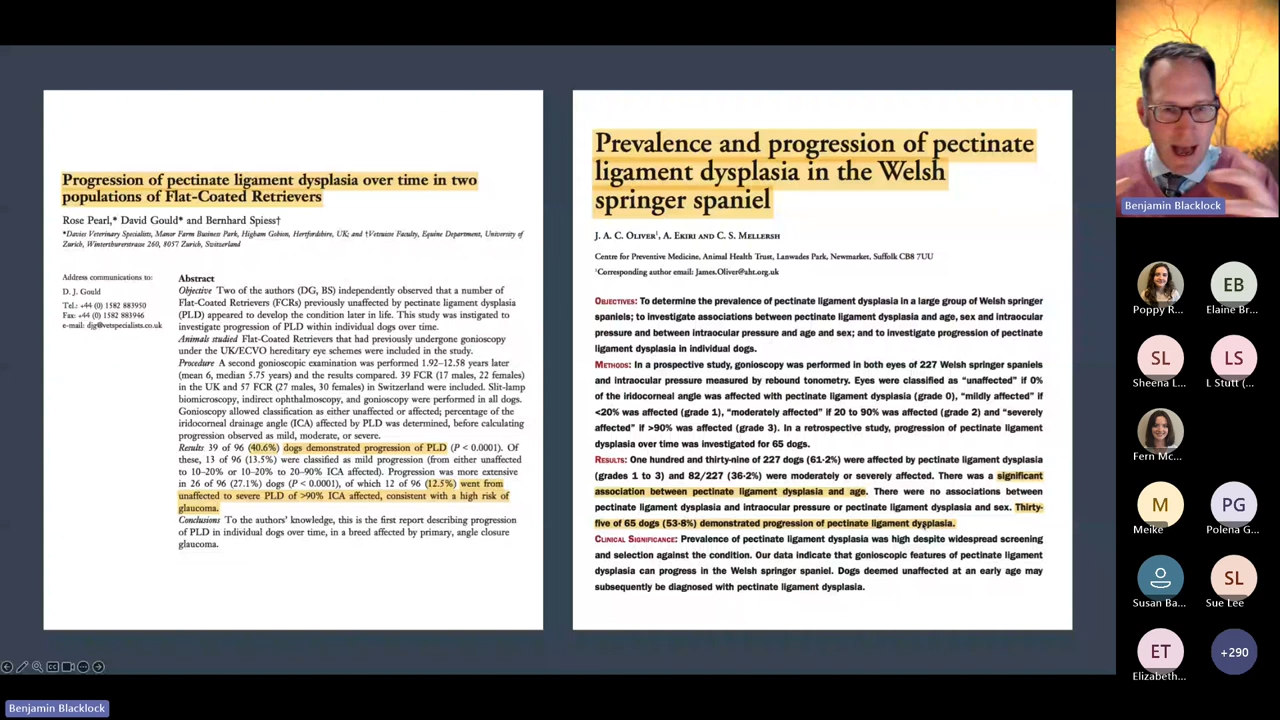 Progression of pectinate ligament dysplasia over time in two
populations of Flat-Coated Retrievers
Rose Pearl,* David Gould* and Bernhard Spiess†
*Davies Veterinary Specialists, Manor Farm Business Park, Higham Gobion, Hertfordshire, UK; and †Vetsuisse Faculty, Equine Department, University of
Zurich, Winterthurerstrasse 260, 8057 Zurich, Switzerland
Address communications to:
D. J. Gould
Tel.: +44 (0) 1582 883950
Fax: +44 (0) 1582 883946
e-mail: djg@vetspecialists.co.uk
Abstract
Objective Two of the authors (DG, BS) independently observed that a number of
Flat-Coated Retrievers (FCRs) previously unaffected by pectinate ligament dysplasia
(PLD) appeared to develop the condition later in life. This study was instigated to
investigate progression of PLD within individual dogs over time.
Animals studied Flat-Coated Retrievers that had previously undergone gonioscopy
under the UK/ECVO hereditary eye schemes were included in the study.
Procedure A second gonioscopic examination was performed 1.92–12.58 years later
(mean 6, median 5.75 years) and the results compared. 39 FCR (17 males, 22 females)
in the UK and 57 FCR (27 males, 30 females) in Switzerland were included. Slit-lamp
biomicroscopy, indirect ophthalmoscopy, and gonioscopy were performed in all dogs.
Gonioscopy allowed classification as either unaffected or affected; percentage of the
iridocorneal drainage angle (ICA) affected by PLD was determined, before calculating
progression observed as mild, moderate, or severe.
Results 39 of 96 (40.6%) dogs demonstrated progression of PLD (P < 0.0001). Of
these, 13 of 96 (13.5%) were classified as mild progression (from either unaffected
to 10–20% or 10–20% to 20–90% ICA affected). Progression was more extensive
in 26 of 96 (27.1%) dogs (P < 0.0001), of which 12 of 96 (12.5%) went from
unaffected to severe PLD of >90% ICA affected, consistent with a high risk of
glaucoma.
Conclusions To the authors' knowledge, this is the first report describing progression
of PLD in individual dogs over time, in a breed affected by primary, angle closure
glaucoma.
Prevalence and progression of pectinate
ligament dysplasia in the Welsh
springer spaniel
J. A. C. Oliver¹, A. Ekiri and C. S. Mellersh
Centre for Preventive Medicine, Animal Health Trust, Lanwades Park, Newmarket, Suffolk CB8 7UU
¹Corresponding author email: James.Oliver@aht.org.uk
Objectives: To determine the prevalence of pectinate ligament dysplasia in a large group of Welsh springer
spaniels; to investigate associations between pectinate ligament dysplasia and age, sex and intraocular
pressure and between intraocular pressure and age and sex; and to investigate progression of pectinate
ligament dysplasia in individual dogs.
Methods: In a prospective study, gonioscopy was performed in both eyes of 227 Welsh springer spaniels
and intraocular pressure measured by rebound tonometry. Eyes were classified as "unaffected" if 0%
of the iridocorneal angle was affected with pectinate ligament dysplasia (grade 0), "mildly affected" if
<20% was affected (grade 1), "moderately affected" if 20 to 90% was affected (grade 2) and "severely
affected" if >90% was affected (grade 3). In a retrospective study, progression of pectinate ligament
dysplasia over time was investigated for 65 dogs.
Results: One hundred and thirty-nine of 227 dogs (61·2%) were affected by pectinate ligament dysplasia
(grades 1 to 3) and 82/227 (36·2%) were moderately or severely affected. There was a significant
association between pectinate ligament dysplasia and age. There were no associations between
pectinate ligament dysplasia and intraocular pressure or pectinate ligament dysplasia and sex. Thirty-
five of 65 dogs (53·8%) demonstrated progression of pectinate ligament dysplasia.
Clinical Significance: Prevalence of pectinate ligament dysplasia was high despite widespread screening
and selection against the condition. Our data indicate that gonioscopic features of pectinate ligament
dysplasia can progress in the Welsh springer spaniel. Dogs deemed unaffected at an early age may
subsequently be diagnosed with pectinate ligament dysplasia.
Benjamin Blacklock
Poppy R...
EB
Elaine Br...
SL
Sheena L...
LS
L Stutt (...
Fern Mc...
M
Meike
PG
Polena G...
Susan Ba...
SL
Sue Lee
ET
Elizabeth...
+290
Benjamin Blacklock